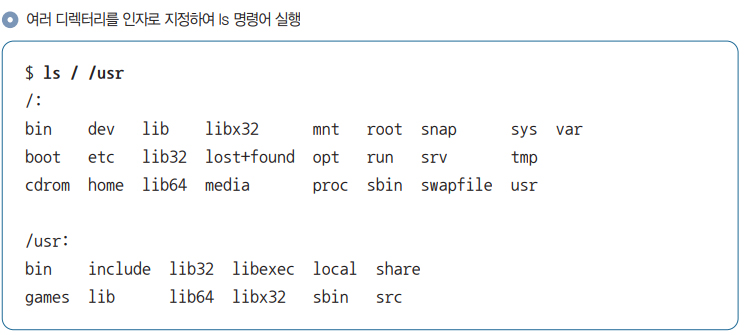 여러 디렉터리를 인자로 지정하여 ls 명령어 실행
$ ls / /usr
/:
bin    dev   lib    libx32      mnt   root  snap      sys  var
boot   etc   lib32  lost+found  opt   run   srv       tmp
cdrom  home  lib64  media       proc  sbin  swapfile  usr
/usr:
bin    include  lib32  libexec  local  share
games  lib      lib64  libx32   sbin   src